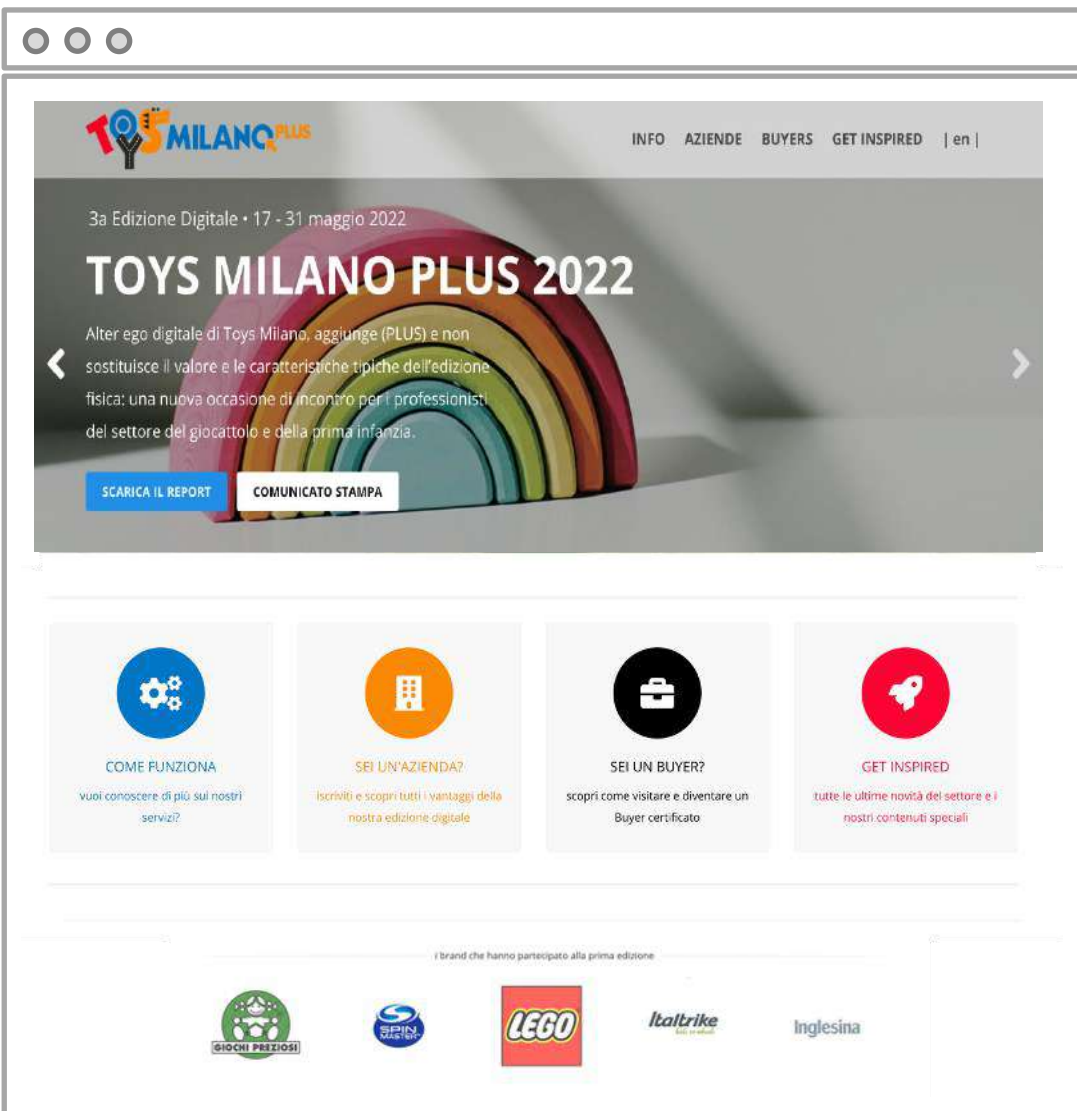 TOYS MILANO PLUS
INFO AZIENDE BUYERS GET INSPIRED | en |
3a Edizione Digitale • 17 - 31 maggio 2022
TOYS MILANO PLUS 2022
Alter ego digitale di Toys Milano, aggiunge (PLUS) e non
sostituisce il valore e le caratteristiche tipiche dell'edizione
fisica: una nuova occasione di incontro per i professionisti
del settore del giocattolo e della prima infanzia.
SCARICA IL REPORT COMUNICATO STAMPA
COME FUNZIONA
vuoi conoscere di più sui nostri
servizi?
SEI UN'AZIENDA?
iscriviti e scopri tutti i vantaggi della
nostra edizione digitale
SEI UN BUYER?
scopri come visitare e diventare un
Buyer certificato
GET INSPIRED
tutte le ultime novità del settore e i
nostri contenuti speciali
i brand che hanno partecipato alla prima edizione
GIOCHI PREZIOSI
SPIN
MASTER
LEGO
Italtrike
Inglesina